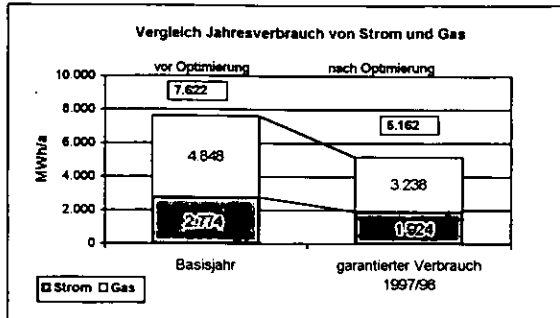 Vergleich Jahresverbrauch von Strom und Gas
vor Optimierung nach Optimierung
10.000
8.000
6.000
4.000
2.000
0
MWh/a
7.622
5.162
4.848
3.238
2.774
1.924
Basisjahr garantierter Verbrauch
1997/98
Strom Gas